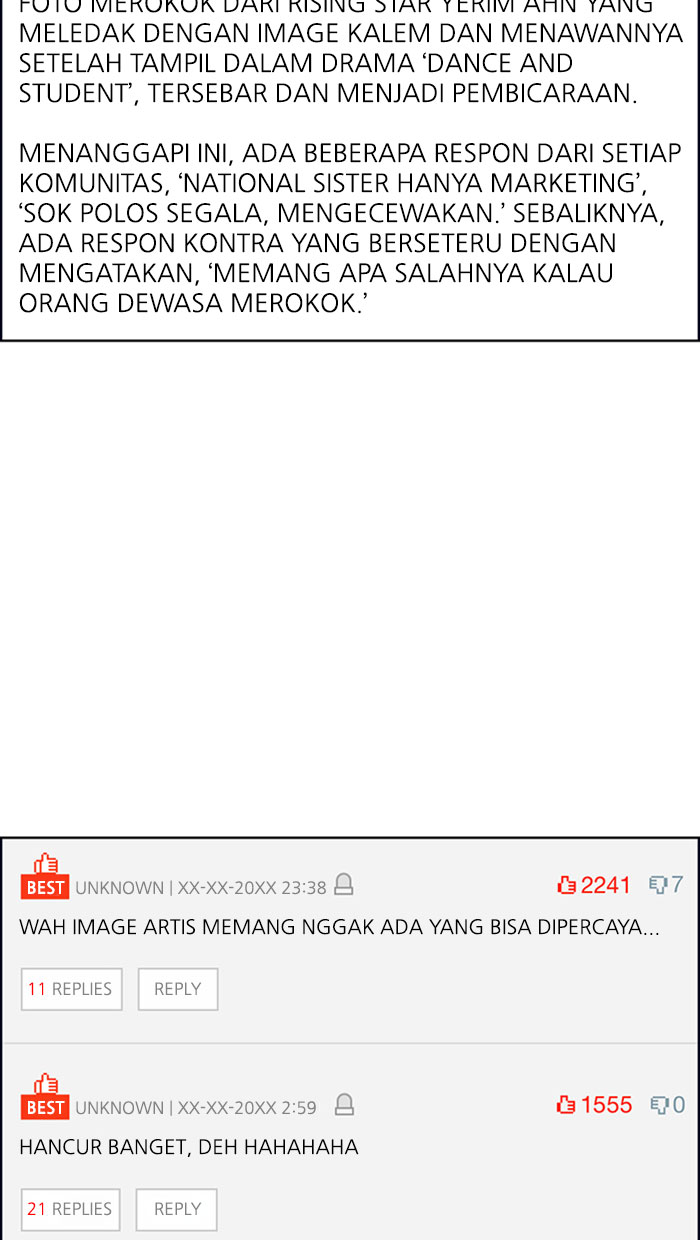 FOTO MEROKOK DARI RISING STAR YERIM AHN YANG
MELEDAK DENGAN IMAGE KALEM DAN MENAWANNYA
SETELAH TAMPIL DALAM DRAMA ‘DANCE AND
STUDENT’, TERSEBAR DAN MENJADI PEMBICARAAN.
MENANGGAPI INI, ADA BEBERAPA RESPON DARI SETIAP
KOMUNITAS, ‘NATIONAL SISTER HANYA MARKETING’,
‘SOK POLOS SEGALA, MENGECEWAKAN.’ SEBALIKNYA,
ADA RESPON KONTRA YANG BERSETERU DENGAN
MENGATAKAN, ‘MEMANG APA SALAHNYA KALAU
ORANG DEWASA MEROKOK.’
BEST UNKNOWN | XX-XX-20XX 23:38 2241 7
WAH IMAGE ARTIS MEMANG NGGAK ADA YANG BISA DIPERCAYA...
11 REPLIES REPLY
BEST UNKNOWN | XX-XX-20XX 2:59 1555 0
HANCUR BANGET, DEH HAHAHAHA
21 REPLIES REPLY